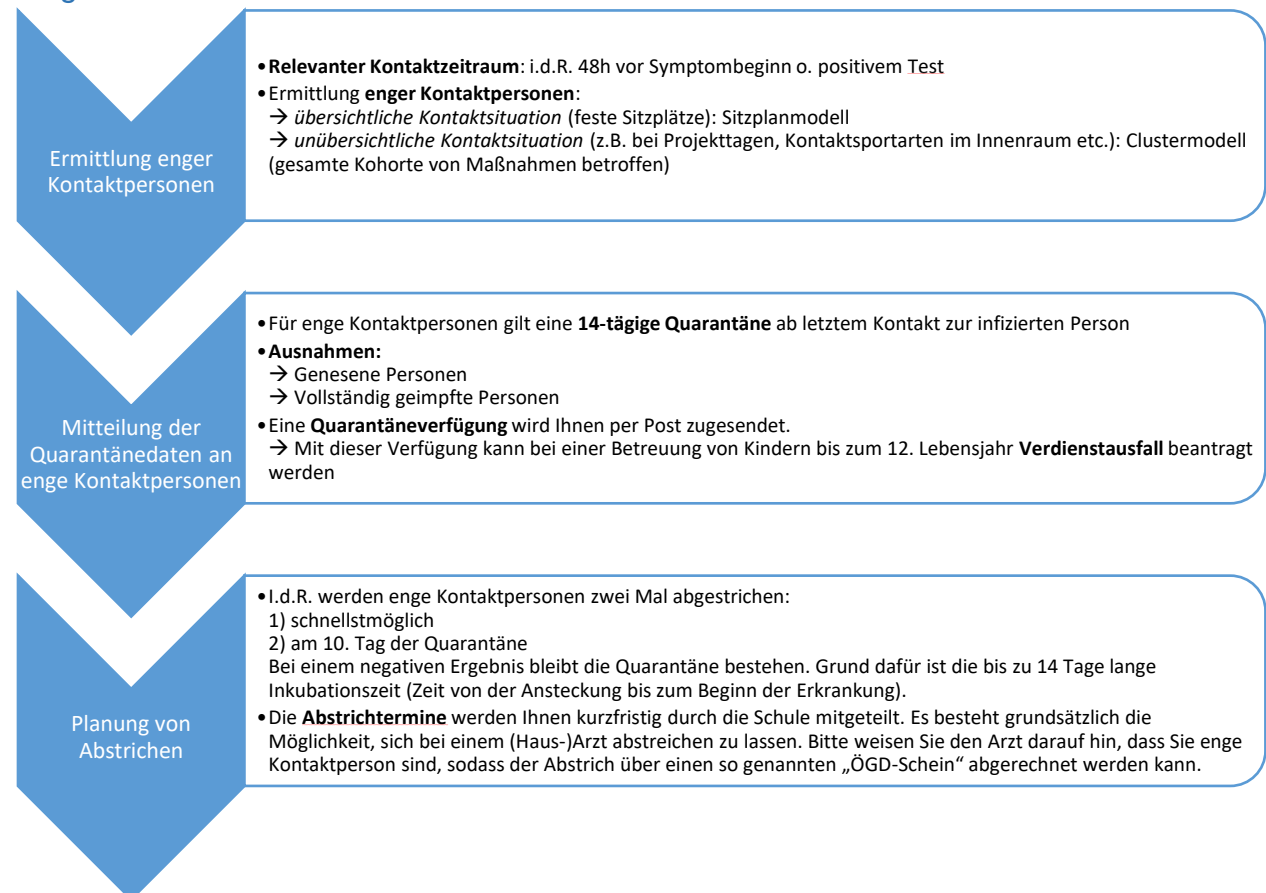 Ermittlung enger
Kontaktpersonen
•Relevanter Kontaktzeitraum: i.d.R. 48h vor Symptombeginn o. positivem Test
•Ermittlung enger Kontaktpersonen:
→ übersichtliche Kontaktsituation (feste Sitzplätze): Sitzplanmodell
→ unübersichtliche Kontaktsituation (z.B. bei Projekttagen, Kontaktsportarten im Innenraum etc.): Clustermodell
(gesamte Kohorte von Maßnahmen betroffen)
Mitteilung der
Quarantänedaten an
enge Kontaktpersonen
•Für enge Kontaktpersonen gilt eine 14-tägige Quarantäne ab letztem Kontakt zur infizierten Person
•Ausnahmen:
→ Genesene Personen
→ Vollständig geimpfte Personen
•Eine Quarantäneverfügung wird Ihnen per Post zugesendet.
→ Mit dieser Verfügung kann bei einer Betreuung von Kindern bis zum 12. Lebensjahr Verdienstausfall beantragt
werden
Planung von
Abstrichen
•I.d.R. werden enge Kontaktpersonen zwei Mal abgestrichen:
1) schnellstmöglich
2) am 10. Tag der Quarantäne
Bei einem negativen Ergebnis bleibt die Quarantäne bestehen. Grund dafür ist die bis zu 14 Tage lange
Inkubationszeit (Zeit von der Ansteckung bis zum Beginn der Erkrankung).
•Die Abstrichtermine werden Ihnen kurzfristig durch die Schule mitgeteilt. Es besteht grundsätzlich die
Möglichkeit, sich bei einem (Haus-)Arzt abstreichen zu lassen. Bitte weisen Sie den Arzt darauf hin, dass Sie enge
Kontaktperson sind, sodass der Abstrich über einen so genannten „ÖGD-Schein“ abgerechnet werden kann.